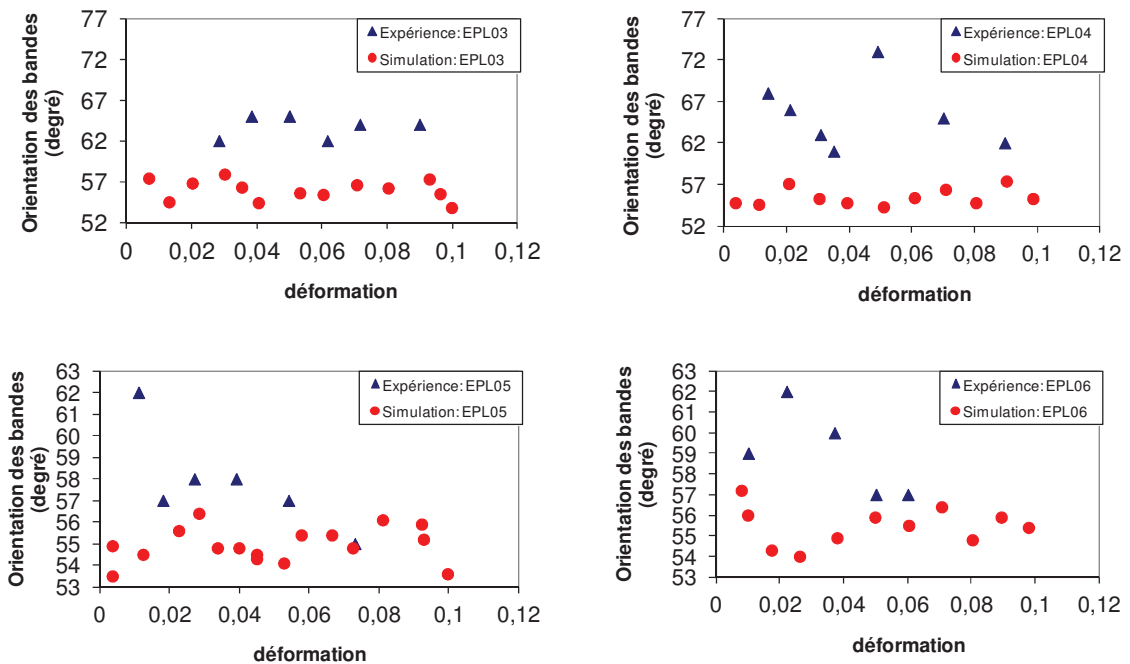 Orientation des bandes
(degré)
77
72
67
62
57
52
Expérience: EPL03
Simulation: EPL03
0 0,02 0,04 0,06 0,08 0,1 0,12
déformation
Orientation des bandes
(degré)
77
72
67
62
57
52
Expérience: EPL04
Simulation: EPL04
0 0,02 0,04 0,06 0,08 0,1 0,12
déformation
Orientation des bandes
(degré)
63
62
61
60
59
58
57
56
55
54
53
Expérience: EPL05
Simulation: EPL05
0 0,02 0,04 0,06 0,08 0,1 0,12
déformation
Orientation des bandes
(degré)
63
62
61
60
59
58
57
56
55
54
53
Expérience: EPL06
Simulation: EPL06
0 0,02 0,04 0,06 0,08 0,1 0,12
déformation